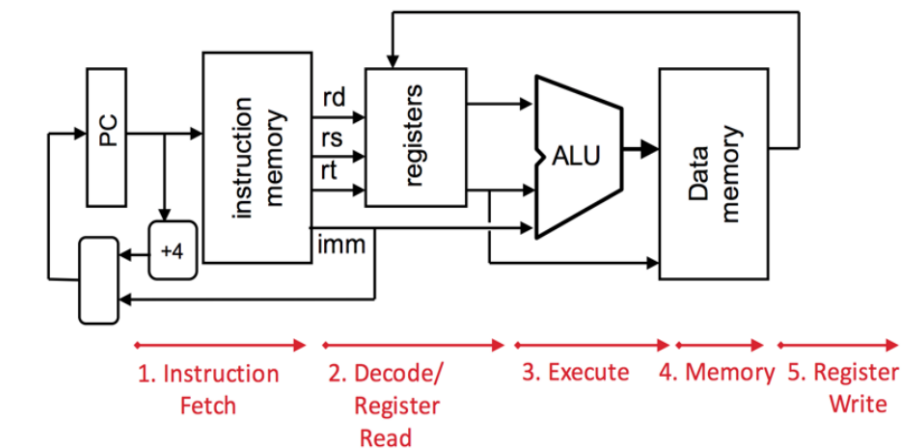 PC
+4
instruction
memory
rd
rs
rt
imm
registers
ALU
Data
memory
1. Instruction
Fetch
2. Decode/
Register
Read
3. Execute
4. Memory
5. Register
Write